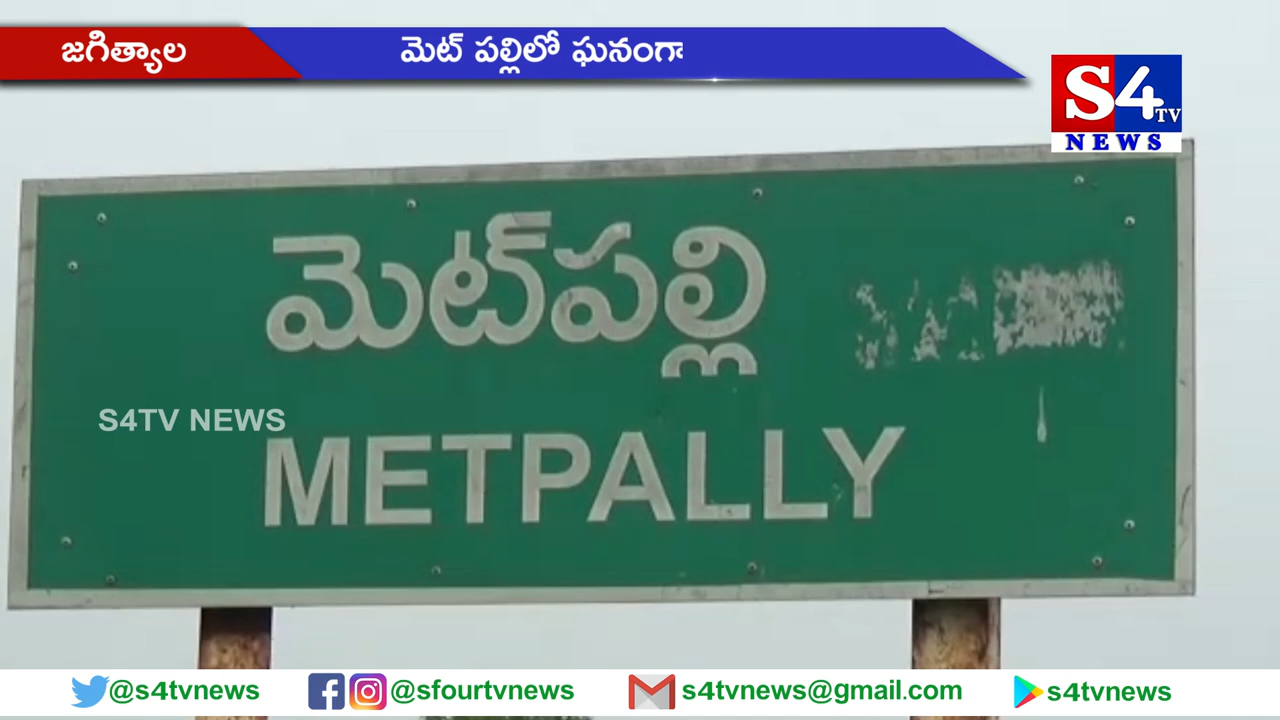 జగిత్యాల
మెట్ పల్లిలో ఘనంగా
S4 TV
NEWS
మెట్‌పల్లి
S4TV NEWS
METPALLY
@s4tvnews
@sfourtvnews
s4tvnews@gmail.com
s4tvnews